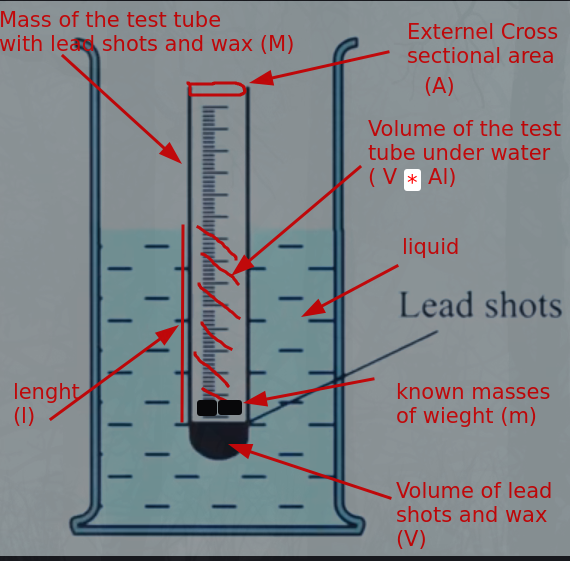 Mass of the test tube
with lead shots and wax (M)
Externel Cross
sectional area
(A)
Volume of the test
tube under water
( V * Al)
liquid
Lead shots
lenght
(l)
known masses
of wieght (m)
Volume of lead
shots and wax
(V)